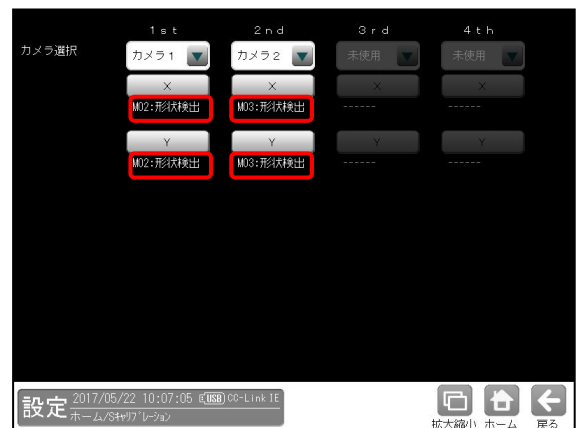 1st 2nd 3rd 4th
カメラ選択 カメラ1 カメラ2 未使用 未使用
X X X X
M02:形状検出 M03:形状検出 ------ ------
Y Y Y Y
M02:形状検出 M03:形状検出 ------ ------
設定 2017/05/22 10:07:05 USB CC-Link IE
ホーム/Sキャリブレーション
拡大縮小 ホーム 戻る